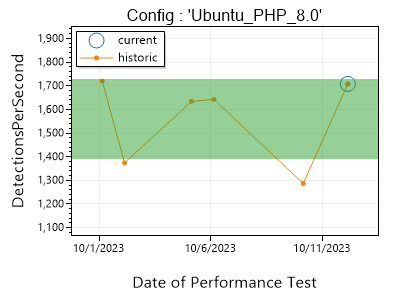 Config : 'Ubuntu_PHP_8.0'
current
historic
DetectionsPerSecond
1,900
1,800
1,700
1,600
1,500
1,400
1,300
1,200
1,100
10/1/2023 10/6/2023 10/11/2023
Date of Performance Test